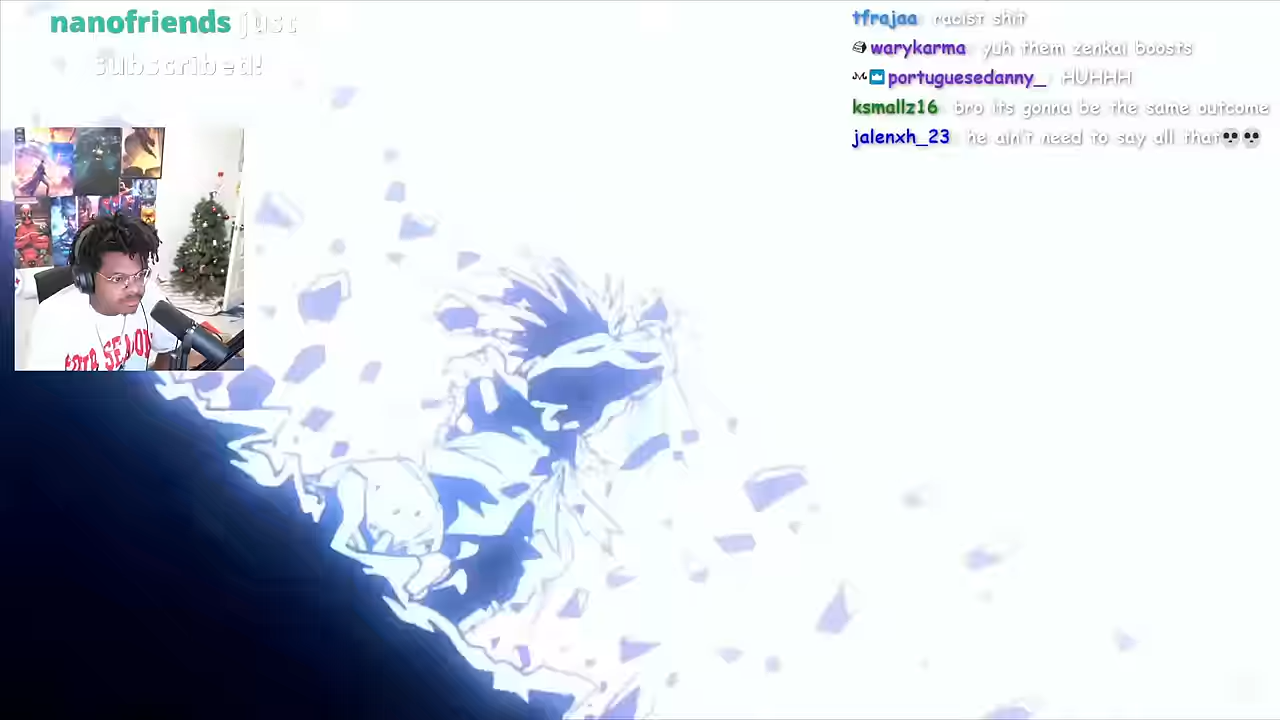 nanofriends just
subscribed!
tfrajaa racist shit
warykarma yuh them zenkai boosts
portuguesedanny_ HUHHH
ksmallz16 bro its gonna be the same outcome
jalenxh_23 he ain't need to say all that💀💀